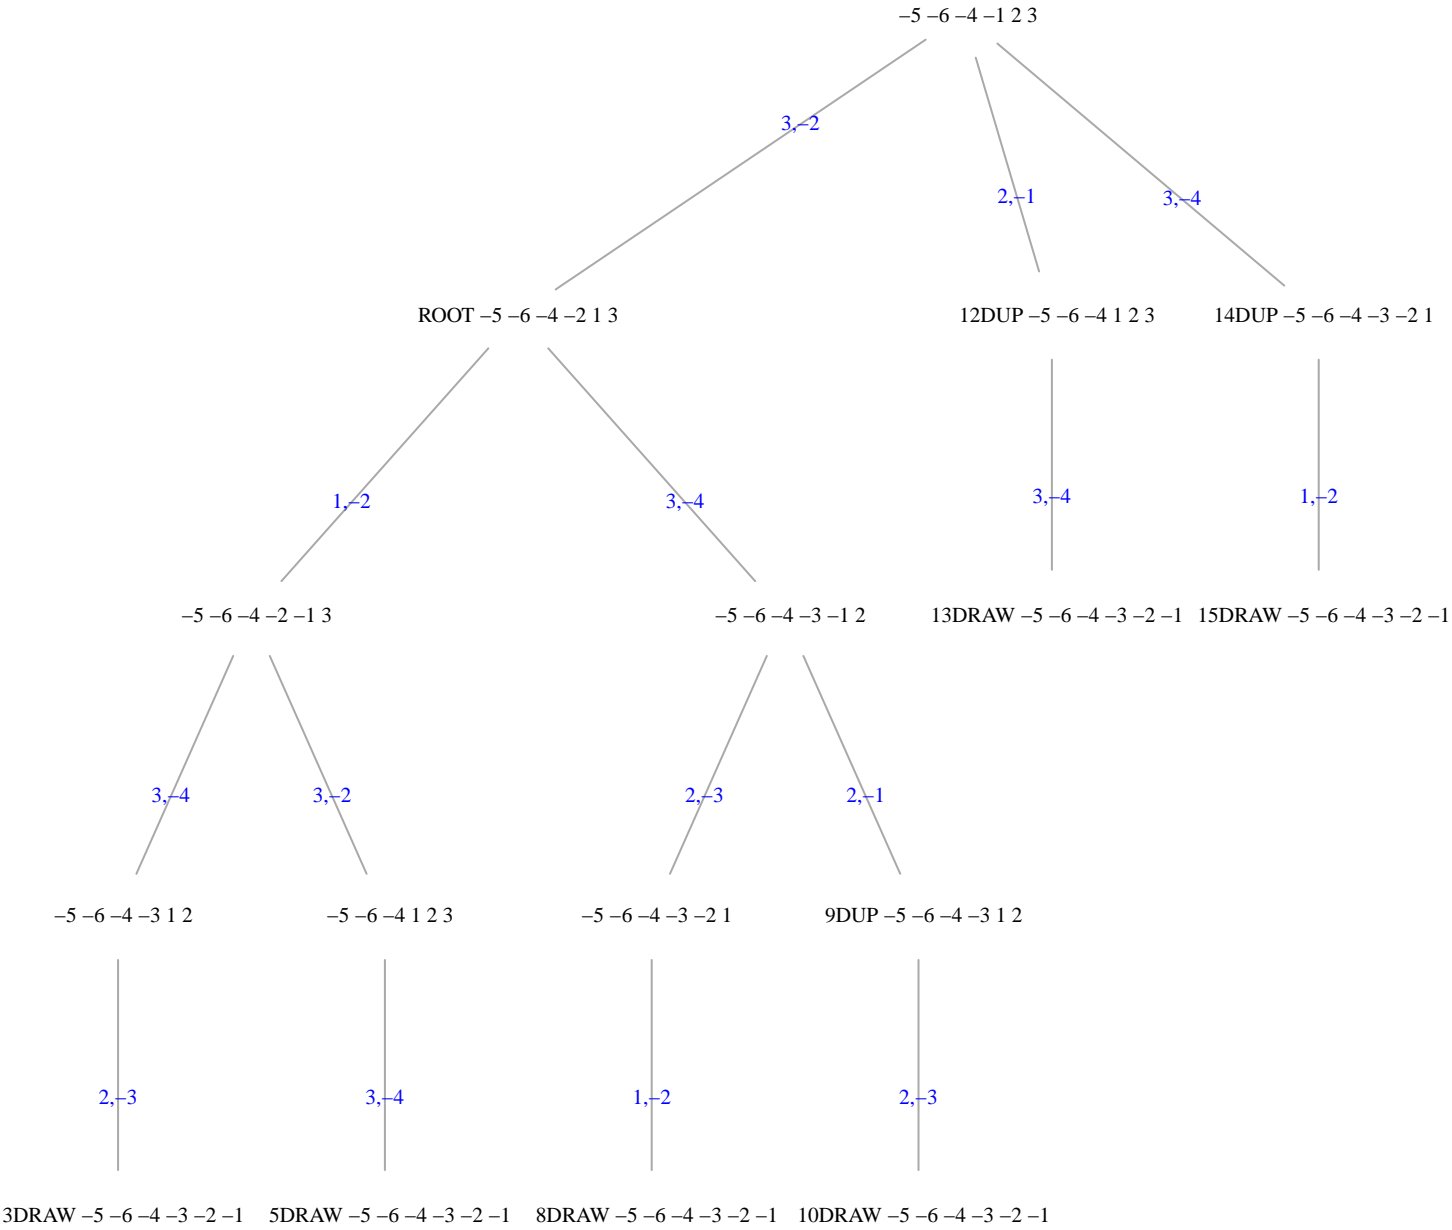 –5 –6 –4 –1 2 3
3,–2
2,–1
3,–4
ROOT –5 –6 –4 –2 1 3
12DUP –5 –6 –4 1 2 3
14DUP –5 –6 –4 –3 –2 1
1,–2
3,–4
3,–4
1,–2
–5 –6 –4 –2 –1 3
–5 –6 –4 –3 –1 2
13DRAW –5 –6 –4 –3 –2 –1
15DRAW –5 –6 –4 –3 –2 –1
3,–4
3,–2
2,–3
2,–1
–5 –6 –4 –3 1 2
–5 –6 –4 1 2 3
–5 –6 –4 –3 –2 1
9DUP –5 –6 –4 –3 1 2
2,–3
3,–4
1,–2
2,–3
3DRAW –5 –6 –4 –3 –2 –1
5DRAW –5 –6 –4 –3 –2 –1
8DRAW –5 –6 –4 –3 –2 –1
10DRAW –5 –6 –4 –3 –2 –1